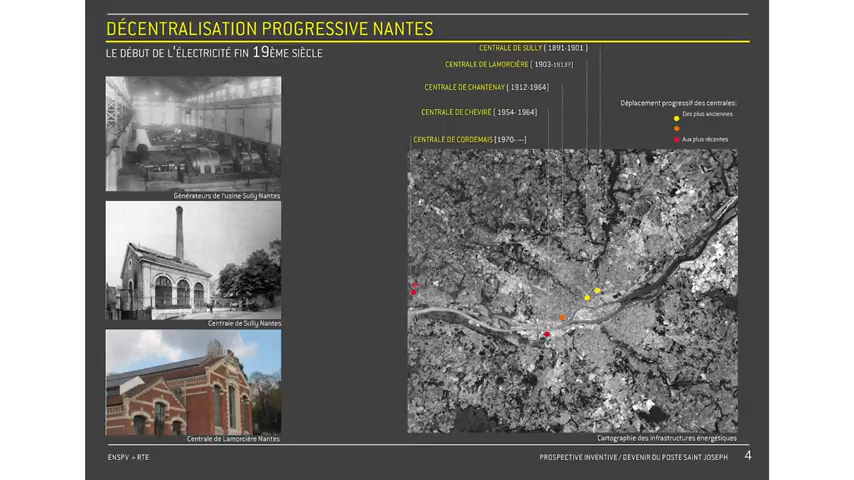 DÉCENTRALISATION PROGRESSIVE NANTES
LE DÉBUT DE L'ÉLECTRICITÉ FIN 19ÈME SIÈCLE
CENTRALE DE SULLY ( 1891-1901 )
CENTRALE DE LAMORCIÈRE ( 1903-1913?)
CENTRALE DE CHANTENAY ( 1912-1964)
CENTRALE DE CHEVIRÉ ( 1954- 1964)
CENTRALE DE CORDEMAIS (1970- ---)
Déplacement progressif des centrales:
Des plus anciennes
Aux plus récentes
Générateurs de l'usine Sully Nantes
Centrale de Sully Nantes
Centrale de Lamorcière Nantes
Cartographie des infrastructures énergétiques
ENSPV + RTE
PROSPECTIVE INVENTIVE / DEVENIR DU POSTE SAINT JOSEPH
4